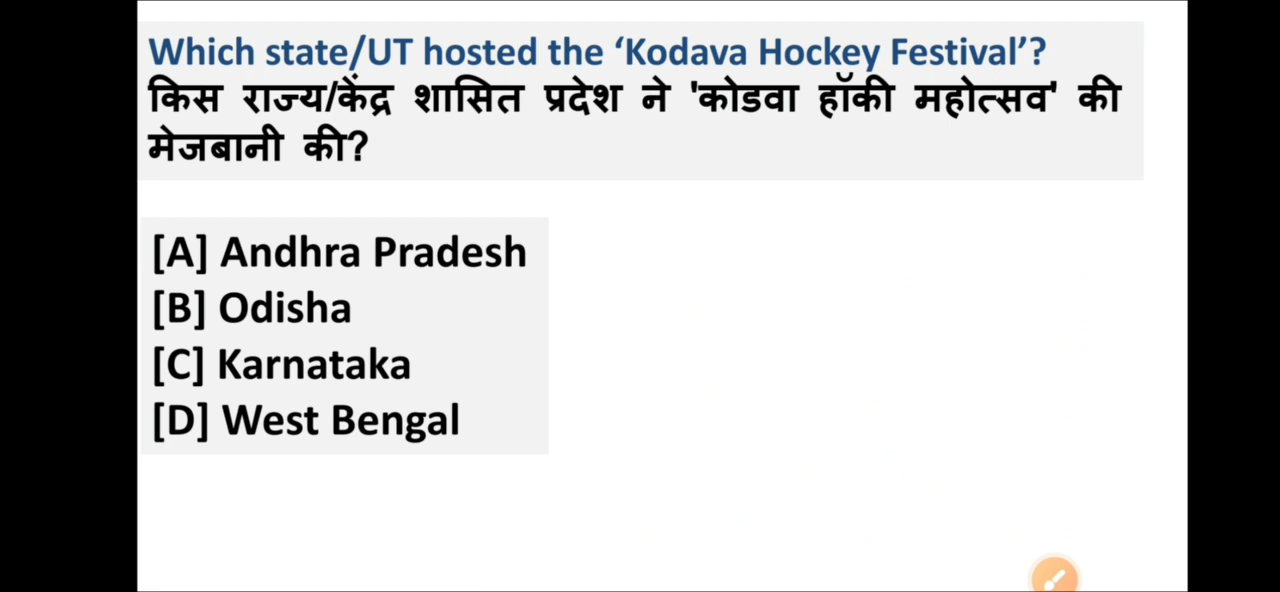 Which state/UT hosted the ‘Kodava Hockey Festival’?
किस राज्य/केंद्र शासित प्रदेश ने 'कोडवा हॉकी महोत्सव' की
मेजबानी की?
[A] Andhra Pradesh
[B] Odisha
[C] Karnataka
[D] West Bengal